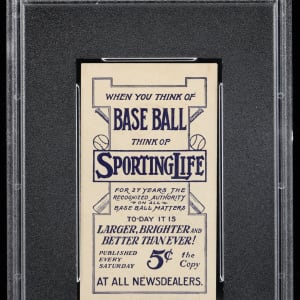 WHEN YOU THINK OF
BASE BALL
THINK OF
SPORTING LIFE
FOR 27 YEARS THE
RECOGNIZED AUTHORITY
ON ALL
BASE BALL MATTERS
TO-DAY IT IS
LARGER, BRIGHTER AND
BETTER THAN EVER!
PUBLISHED
EVERY
SATURDAY
5¢
the
Copy
AT ALL NEWSDEALERS.